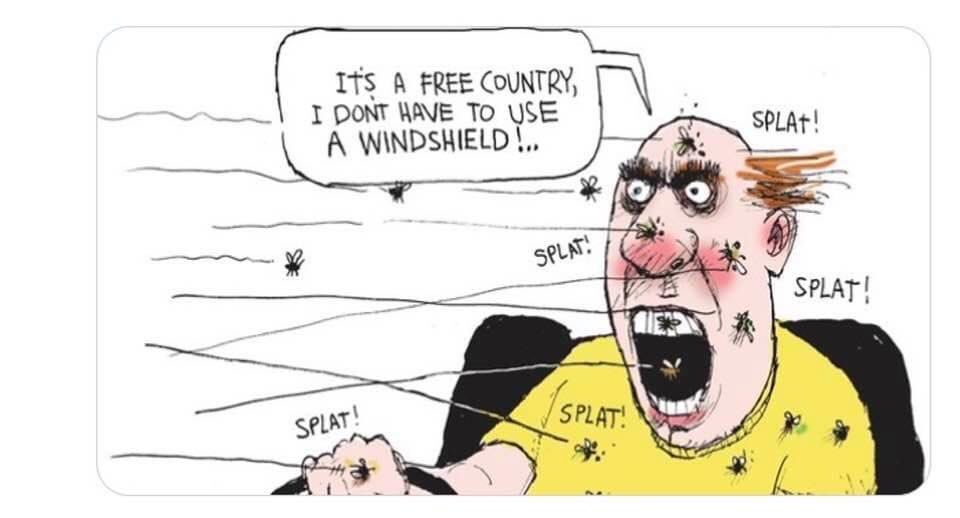 IT'S A FREE COUNTRY,
I DON'T HAVE TO USE
A WINDSHIELD!..
SPLAT!
SPLAT!
SPLAT!
SPLAT!
SPLAT!